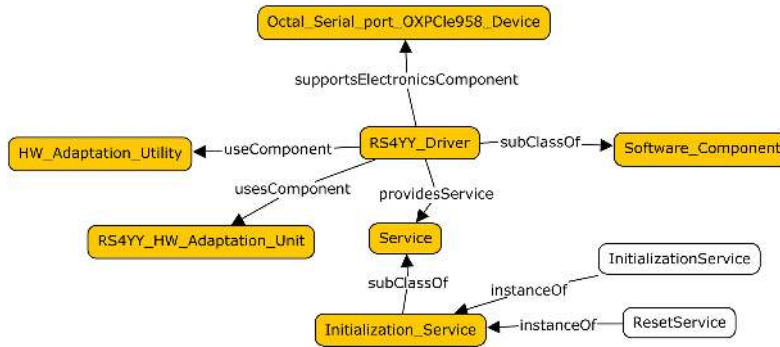 Octal_Serial_port_OXPCIe958_Device
supportsElectronicsComponent
HW_Adaptation_Utility
useComponent
RS4YY_Driver
subClassOf
Software_Component
usesComponent
providesService
RS4YY_HW_Adaptation_Unit
Service
InitializationService
subClassOf
instanceOf
Initialization_Service
instanceOf
ResetService